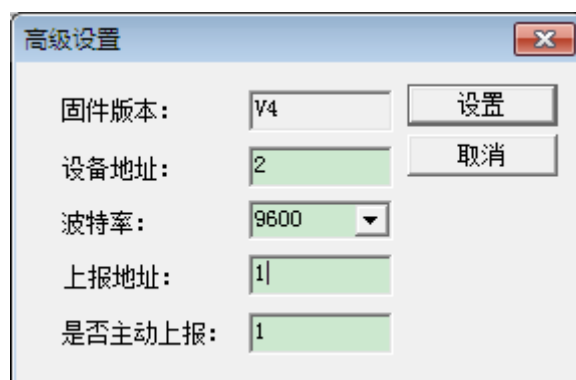 高级设置
固件版本： V4 设置
设备地址： 2 取消
波特率： 9600
上报地址： 1
是否主动上报： 1